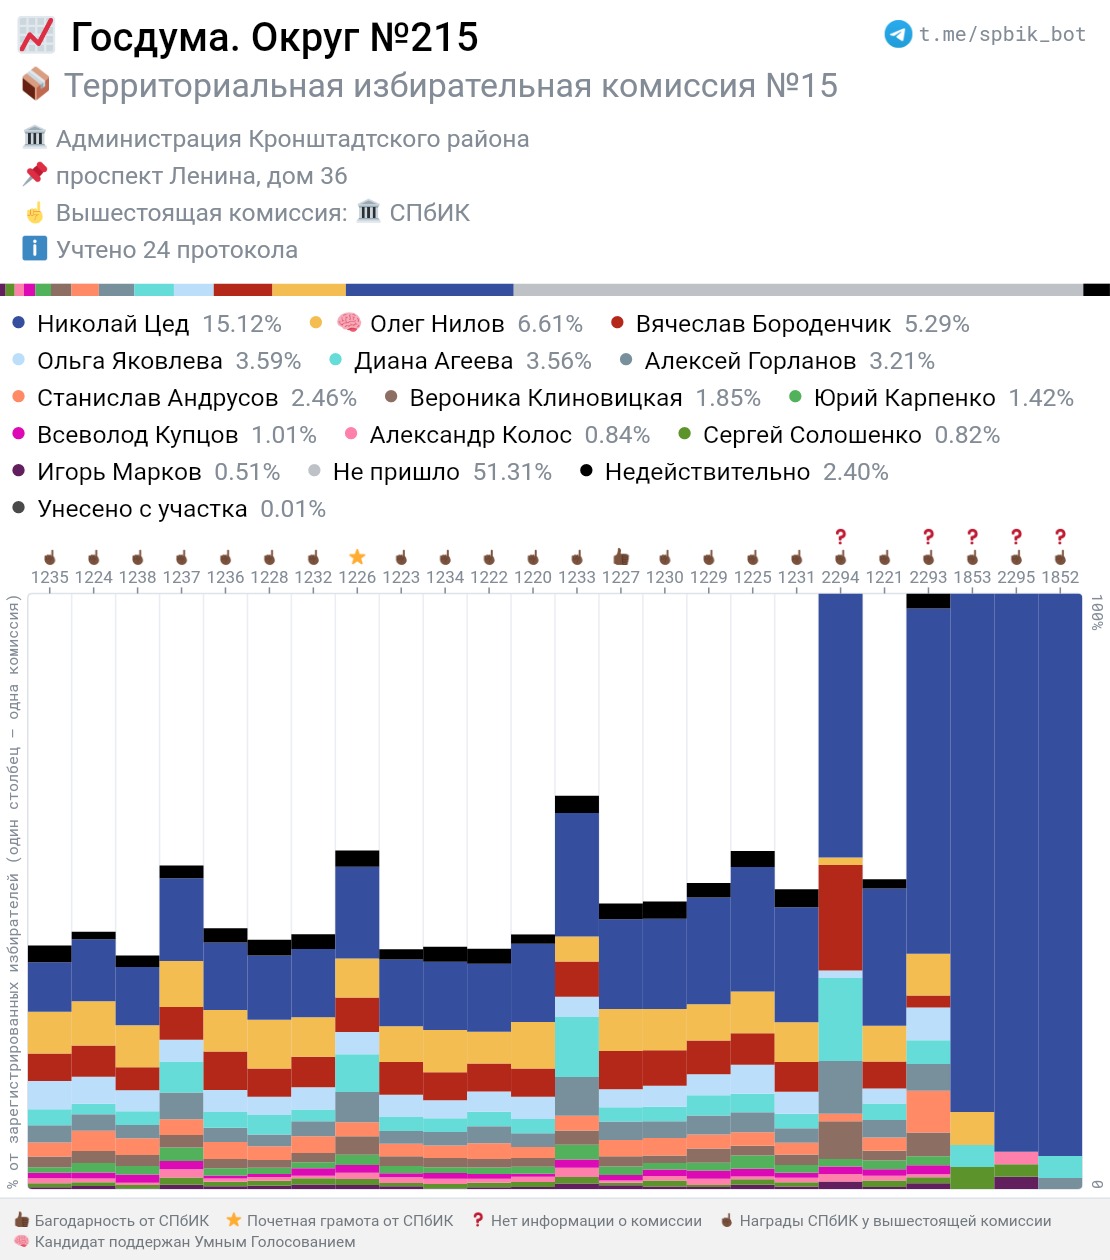 Госдума. Округ №215
t.me/spbik_bot
Территориальная избирательная комиссия №15
Администрация Кронштадтского района
проспект Ленина, дом 36
Вышестоящая комиссия: СПбИК
Учтено 24 протокола
Николай Цед 15.12% Олег Нилов 6.61% Вячеслав Бороденчик 5.29%
Ольга Яковлева 3.59% Диана Агеева 3.56% Алексей Горланов 3.21%
Станислав Андрусов 2.46% Вероника Клиновицкая 1.85% Юрий Карпенко 1.42%
Всеволод Купцов 1.01% Александр Колос 0.84% Сергей Солошенко 0.82%
Игорь Марков 0.51% Не пришло 51.31% Недействительно 2.40%
Унесено с участка 0.01%
1235 1224 1238 1237 1236 1228 1232 1226 1223 1234 1222 1220 1233 1227 1230 1229 1225 1231 2294 1221 2293 1853 2295 1852
% от зарегистрированных избирателей (один столбец – одна комиссия)
100%
0
Багодарность от СПбИК Почетная грамота от СПбИК Нет информации о комиссии Награды СПбИК у вышестоящей комиссии
Кандидат поддержан Умным Голосованием